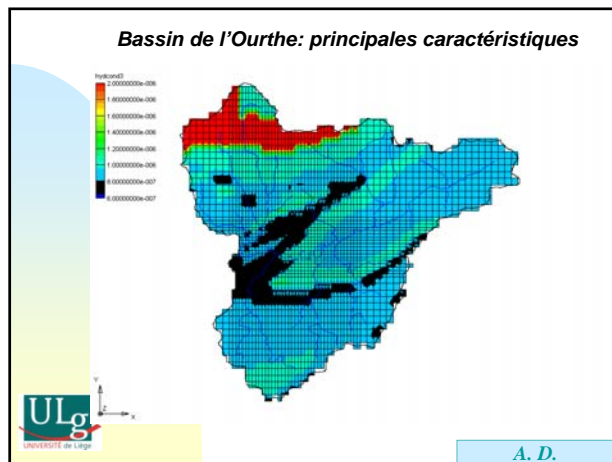 Bassin de l'Ourthe: principales caractéristiques
hydcond3
2.00000000e-006
1.80000000e-006
1.60000000e-006
1.40000000e-006
1.20000000e-006
1.00000000e-006
8.00000000e-007
6.00000000e-007
Y
Z
X
ULg
UNIVERSITÉ de Liège
A. D.